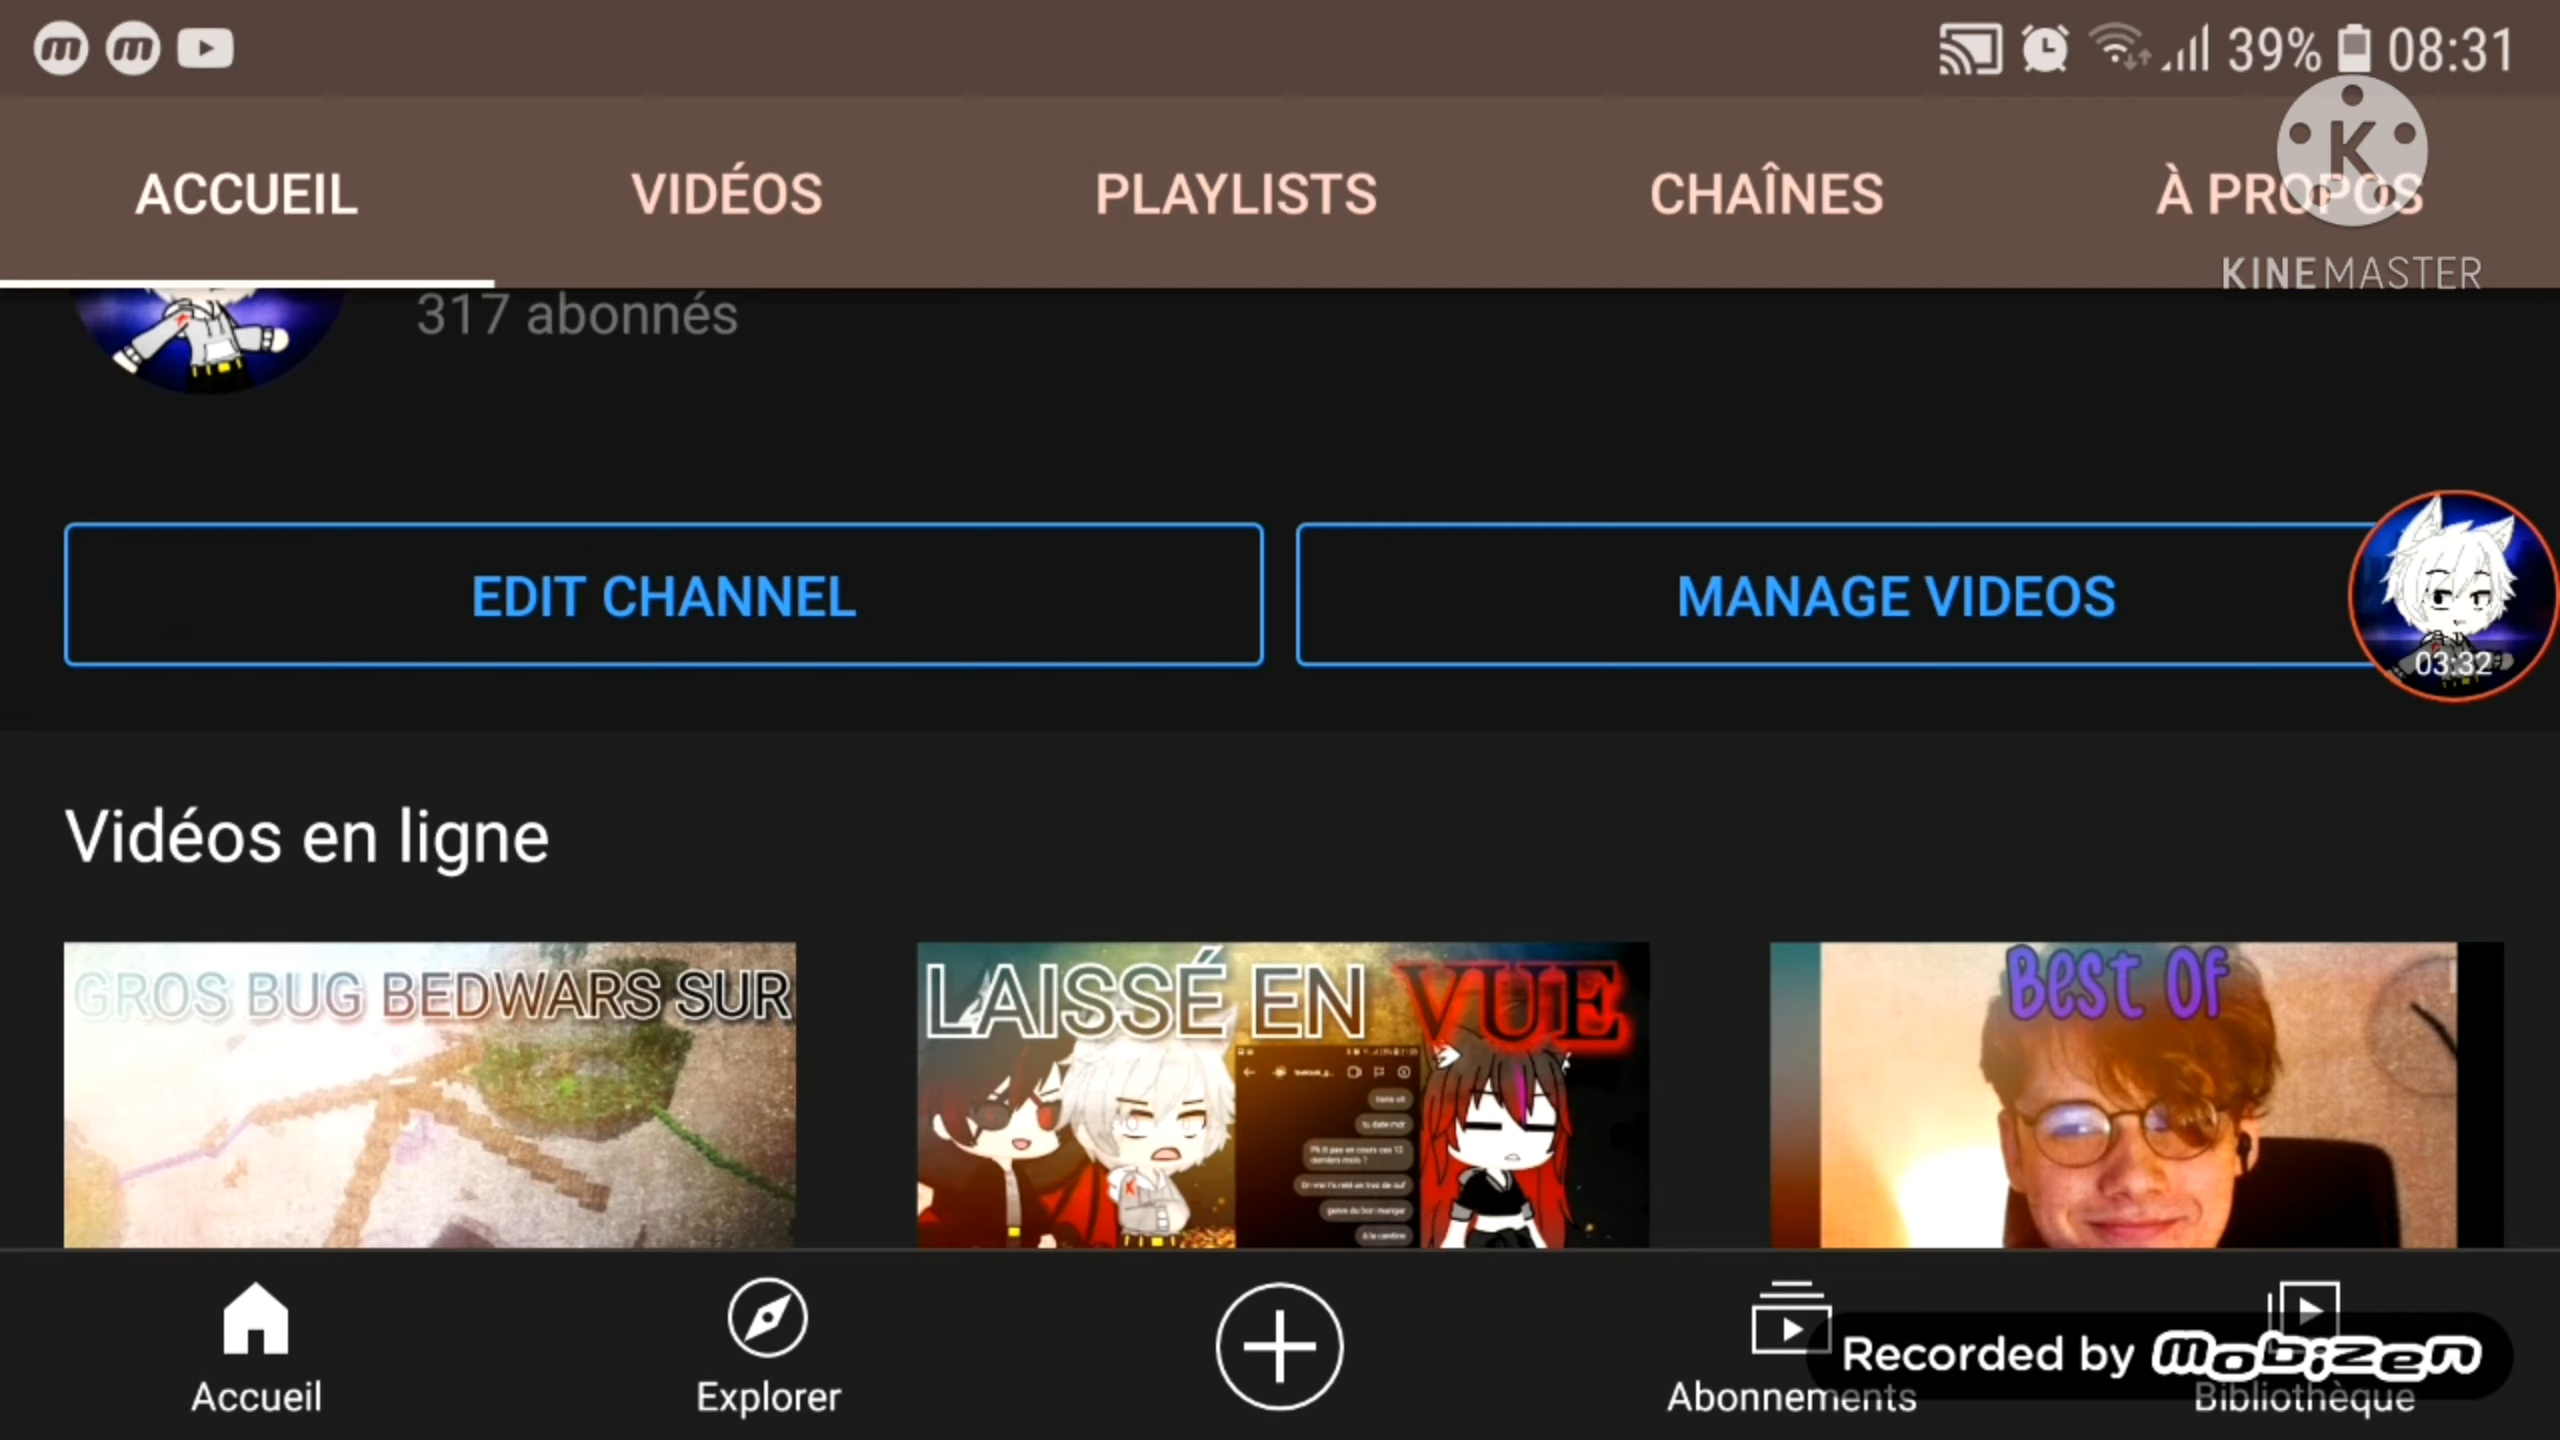 39% 08:31
K
ACCUEIL VIDÉOS PLAYLISTS CHAÎNES À PROPOS
KINEMASTER
317 abonnés
EDIT CHANNEL MANAGE VIDEOS
03:32
Vidéos en ligne
GROS BUG BEDWARS SUR
LAISSÉ EN VUE
Best Of
Accueil Explorer Abonnements Bibliothèque
Recorded by mobizen